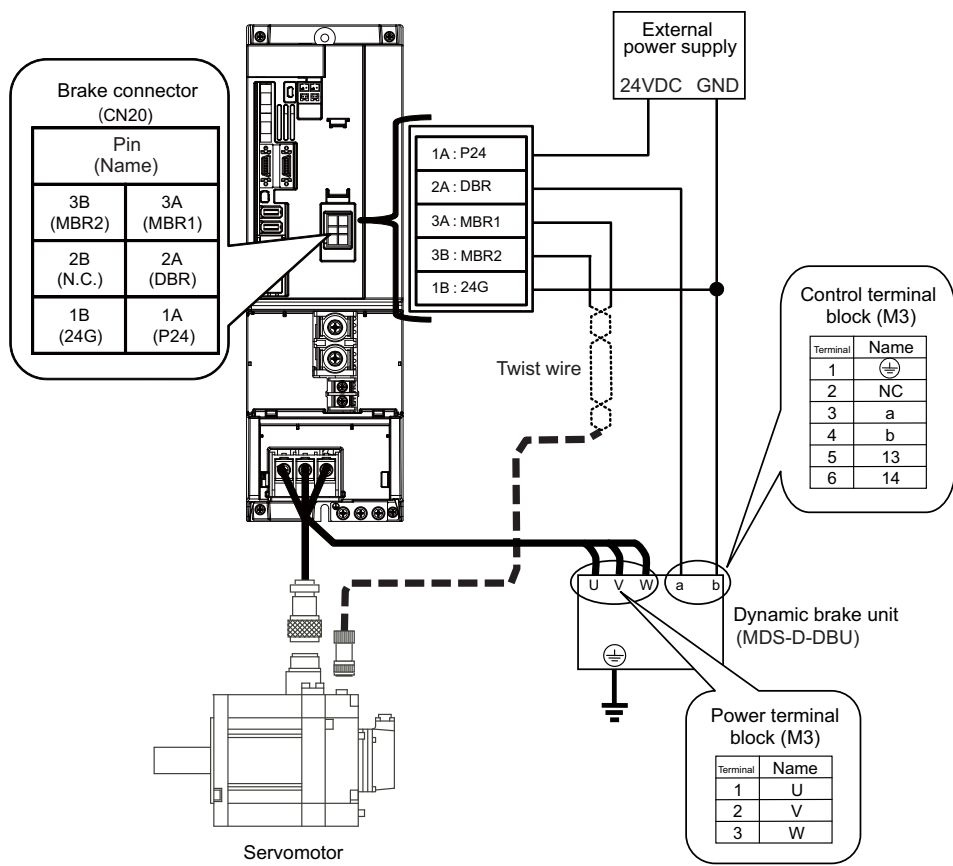 External
power supply
24VDC GND
Brake connector
(CN20)
Pin
(Name)
3B
(MBR2)
3A
(MBR1)
2B
(N.C.)
2A
(DBR)
1B
(24G)
1A
(P24)
1A : P24
2A : DBR
3A : MBR1
3B : MBR2
1B : 24G
Twist wire
Control terminal
block (M3)
Terminal Name
1
2 NC
3 a
4 b
5 13
6 14
U V W a b
Dynamic brake unit
(MDS-D-DBU)
Power terminal
block (M3)
Terminal Name
1 U
2 V
3 W
Servomotor